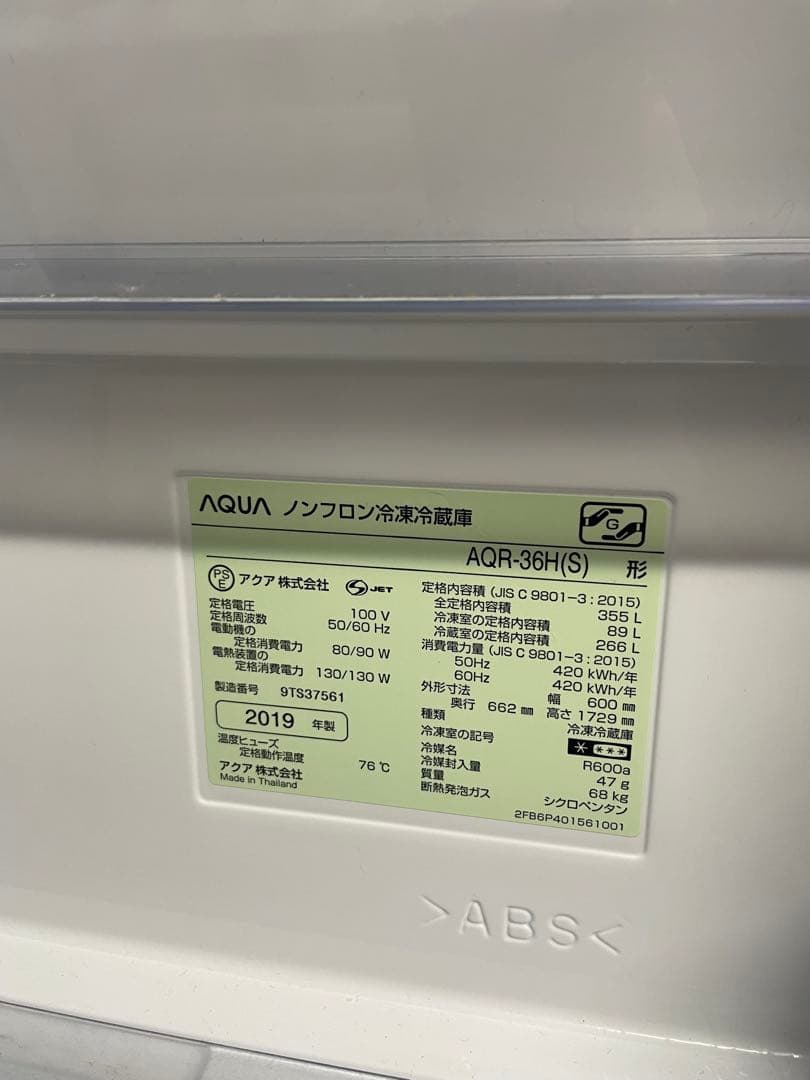 AQUA ノンフロン冷凍冷蔵庫
G
AQR-36H(S) 形
PS E アクア 株式会社 S JET
定格電圧 100 V
定格周波数 50/60 Hz
電動機の
定格消費電力 80/90 W
電熱装置の
定格消費電力 130/130 W
製造番号 9TS37561
2019 年製
温度ヒューズ
定格動作温度 76 ℃
アクア 株式会社
Made in Thailand
定格内容積 (JIS C 9801-3 : 2015)
全定格内容積 355 L
冷凍室の定格内容積 89 L
冷蔵室の定格内容積 266 L
消費電力量 (JIS C 9801-3 : 2015)
50Hz 420 kWh/年
60Hz 420 kWh/年
外形寸法 幅 600 ㎜
奥行 662 ㎜ 高さ 1729 ㎜
種類 冷凍冷蔵庫
冷凍室の記号 * ***
冷媒名 R600a
冷媒封入量 47 g
質量 68 kg
断熱発泡ガス シクロペンタン
2FB6P401561001
>ABS<